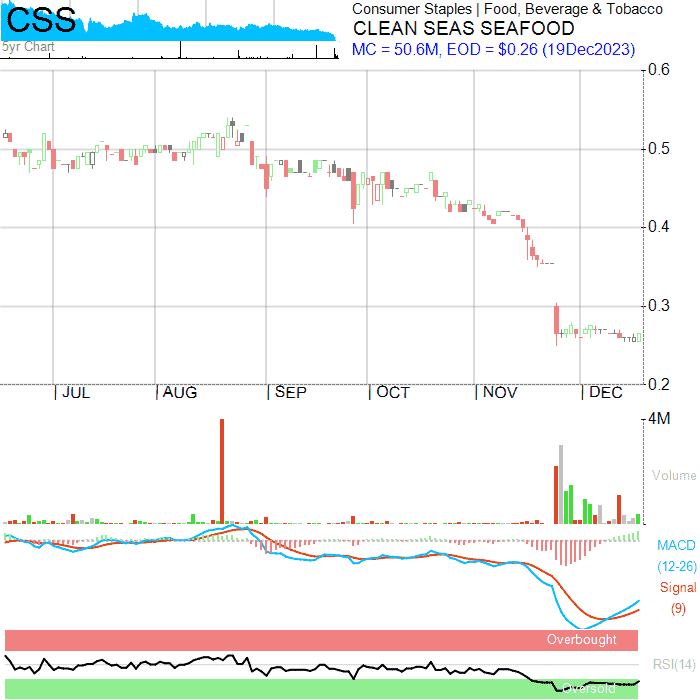 CSS
5yr Chart
Consumer Staples | Food, Beverage & Tobacco
CLEAN SEAS SEAFOOD
MC = 50.6M, EOD = $0.26 (19Dec2023)
0.6
0.5
0.4
0.3
0.2
JUL AUG SEP OCT NOV DEC
4M
Volume
MACD
(12-26)
Signal
(9)
Overbought
RSI(14)
Oversold